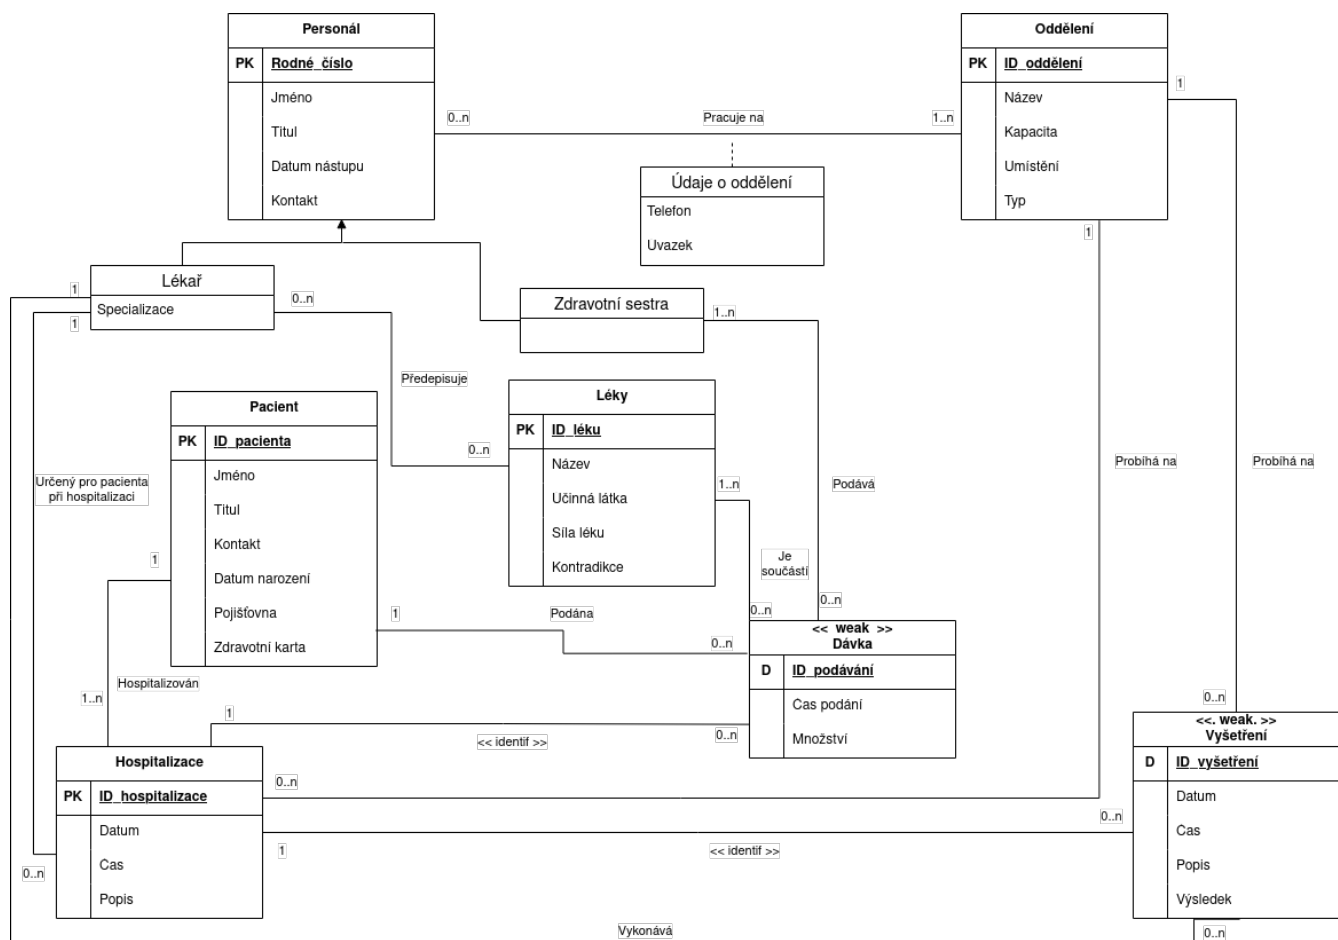 Personál
PK Rodné_číslo
Jméno
Titul
Datum nástupu
Kontakt
Oddělení
PK ID_oddělení
Název
Kapacita
Umístění
Typ
1
0..n
Pracuje na
1..n
Údaje o oddělení
Telefon
Uvazek
1
Lékař
Specializace
1
1
0..n
Zdravotní sestra
1..n
Předepisuje
0..n
Léky
PK ID_léku
Název
Učinná látka
Síla léku
Kontradikce
Pacient
PK ID_pacienta
Jméno
Titul
Kontakt
Datum narození
Pojišťovna
Zdravotní karta
Určený pro pacienta
při hospitalizaci
Probíhá na
Probíhá na
1..n
Podává
Je
součástí
1
1
Podána
0..n
0..n
0..n
<< weak >>
Dávka
D ID_podávání
Čas podání
Množství
Hospitalizován
1..n
1
<< identif >>
0..n
0..n
<<. weak. >>
Vyšetření
D ID_vyšetření
Datum
Čas
Popis
Výsledek
Hospitalizace
PK ID_hospitalizace
Datum
Čas
Popis
0..n
1
<< identif >>
0..n
0..n
Vykonává
0..n